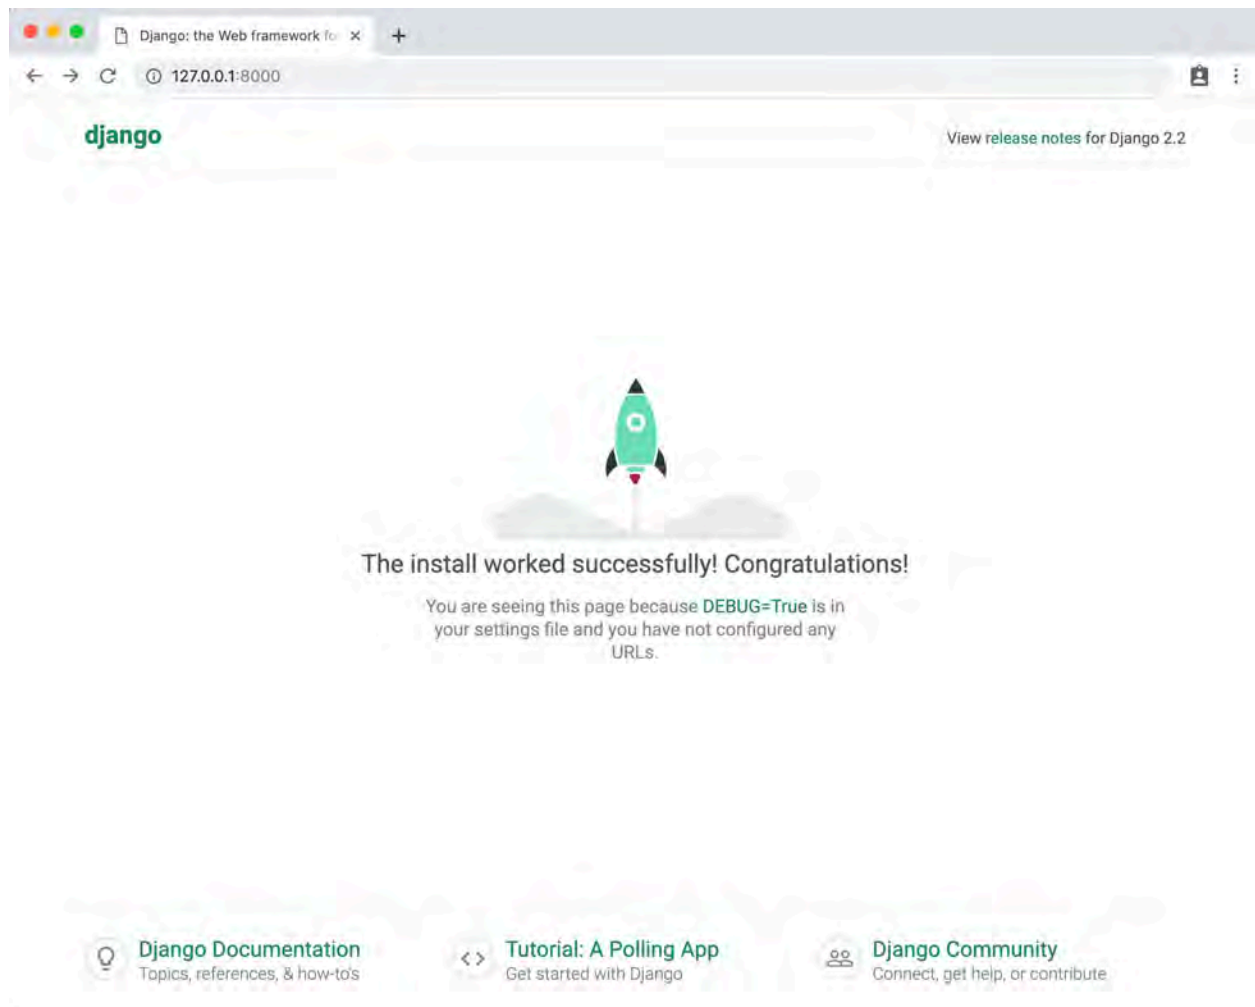 Django: the Web framework fo
127.0.0.1:8000
django
View release notes for Django 2.2
The install worked successfully! Congratulations!
You are seeing this page because DEBUG=True is in
your settings file and you have not configured any
URLs.
Django Documentation
Topics, references, & how-to's
Tutorial: A Polling App
Get started with Django
Django Community
Connect, get help, or contribute